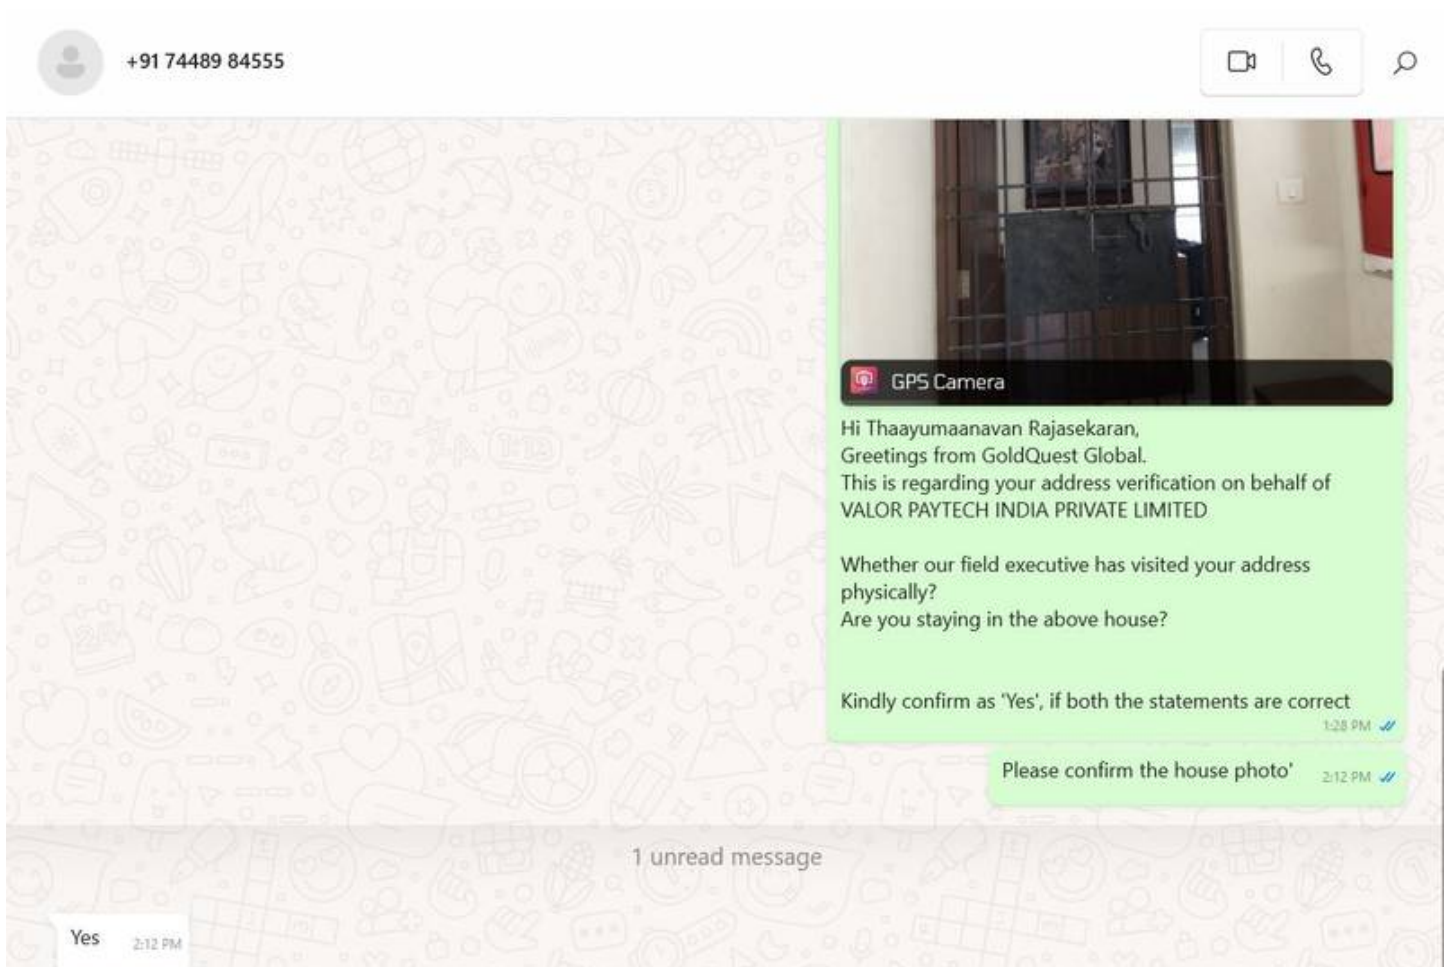 +91 74489 84555
GPS Camera
Hi Thaayumaanavan Rajasekaran,
Greetings from GoldQuest Global.
This is regarding your address verification on behalf of
VALOR PAYTECH INDIA PRIVATE LIMITED
Whether our field executive has visited your address
physically?
Are you staying in the above house?
Kindly confirm as 'Yes', if both the statements are correct
1:28 PM
Please confirm the house photo' 2:12 PM
1 unread message
Yes 2:12 PM